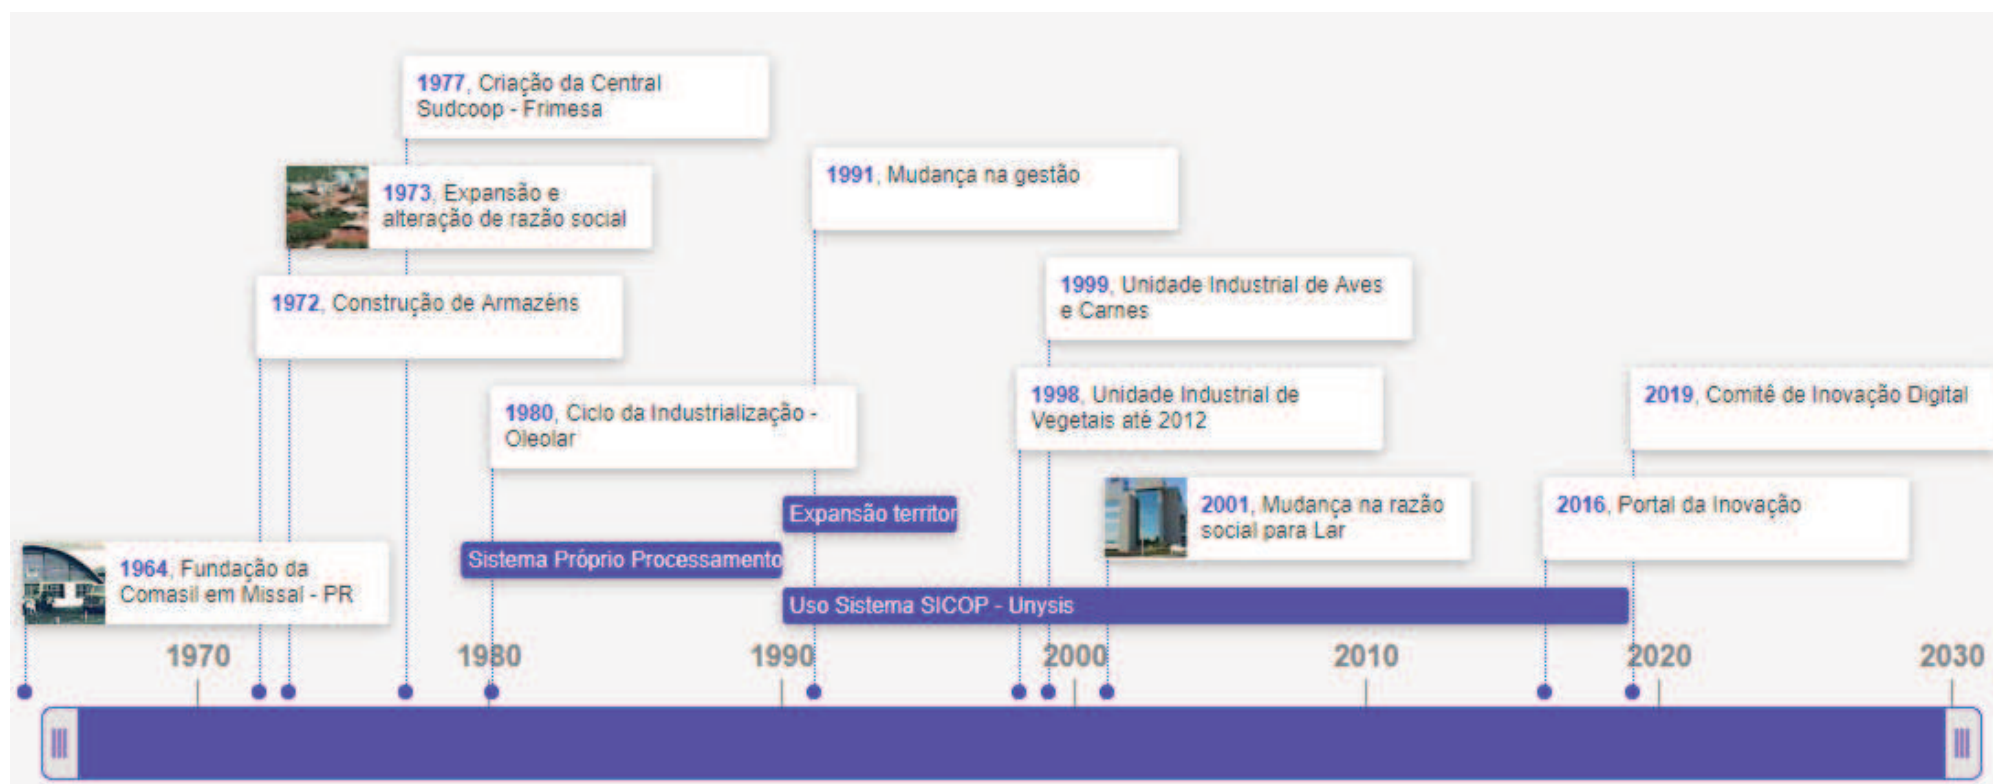 1977, Criação da Central
Sudcoop - Frimesa
1973, Expansão e
alteração de razão social
1991, Mudança na gestão
1972, Construção de Armazéns
1999, Unidade Industrial de Aves
e Carnes
1980, Ciclo da Industrialização -
Oleolar
1998, Unidade Industrial de
Vegetais até 2012
2019, Comitê de Inovação Digital
Expansão territor
2001, Mudança na razão
social para Lar
2016, Portal da Inovação
Sistema Próprio Processamento
1964, Fundação da
Comasil em Missal - PR
Uso Sistema SICOP - Unysis
1970
1980
1990
2000
2010
2020
2030